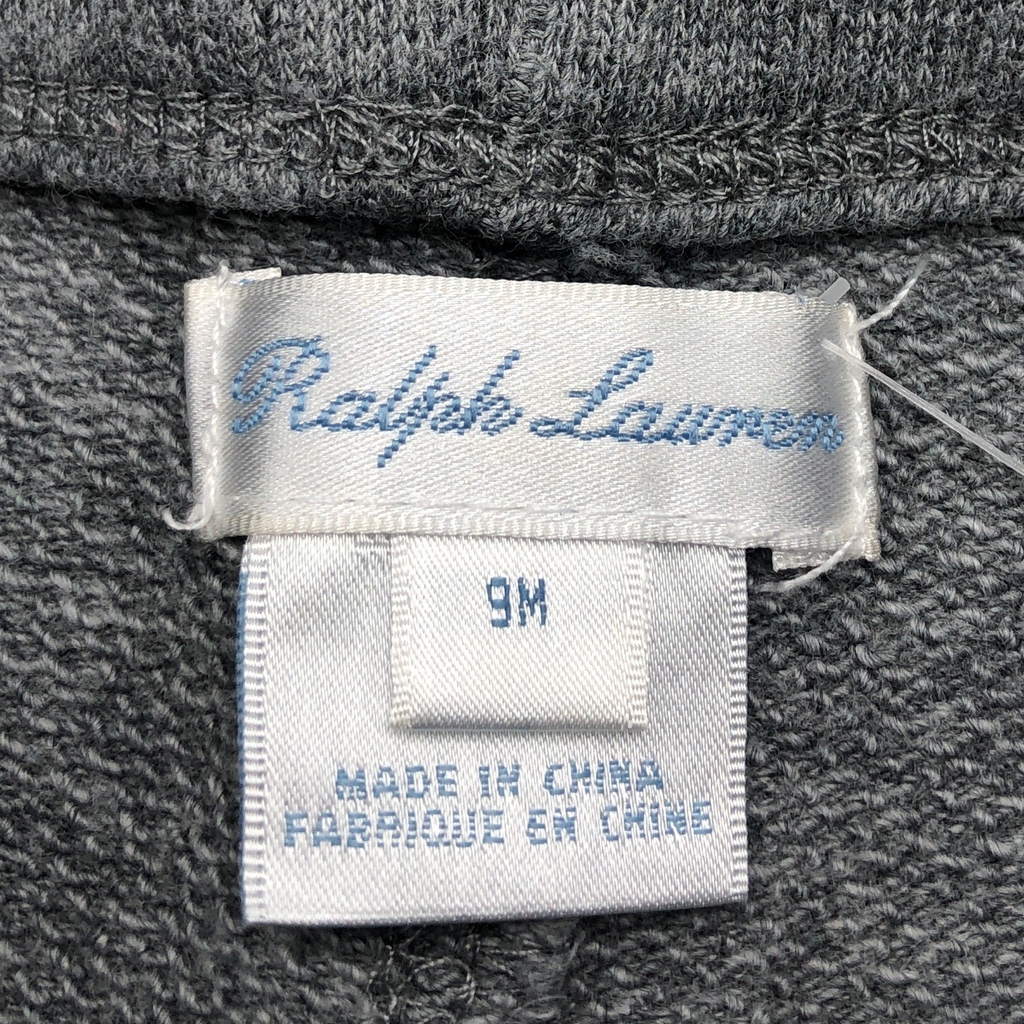 Ralph Lauren
9M
MADE IN CHINA
FABRIQUE EN CHINE